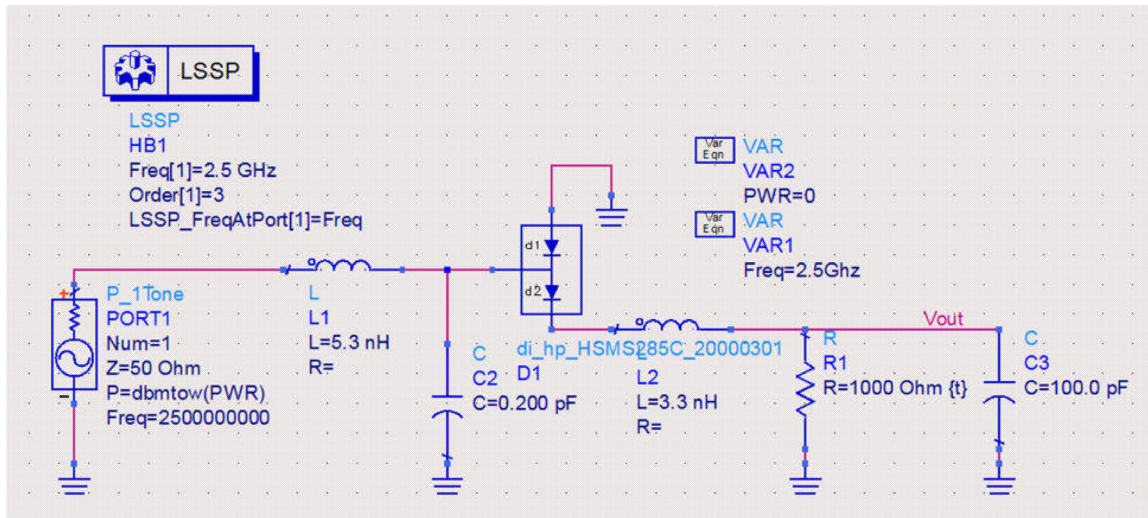 LSSP
LSSP
HB1
Freq[1]=2.5 GHz
Order[1]=3
LSSP_FreqAtPort[1]=Freq
Var
Eqn
VAR
VAR2
PWR=0
Var
Eqn
VAR
VAR1
Freq=2.5Ghz
d1
d2
+
P_1Tone
PORT1
Num=1
Z=50 Ohm
P=dbmtow(PWR)
Freq=2500000000
-
L
L1
L=5.3 nH
R=
C
C2
C=0.200 pF
di_hp_HSMS285C_20000301
D1
L
L2
L=3.3 nH
R=
R
R1
R=1000 Ohm {t}
Vout
C
C3
C=100.0 pF